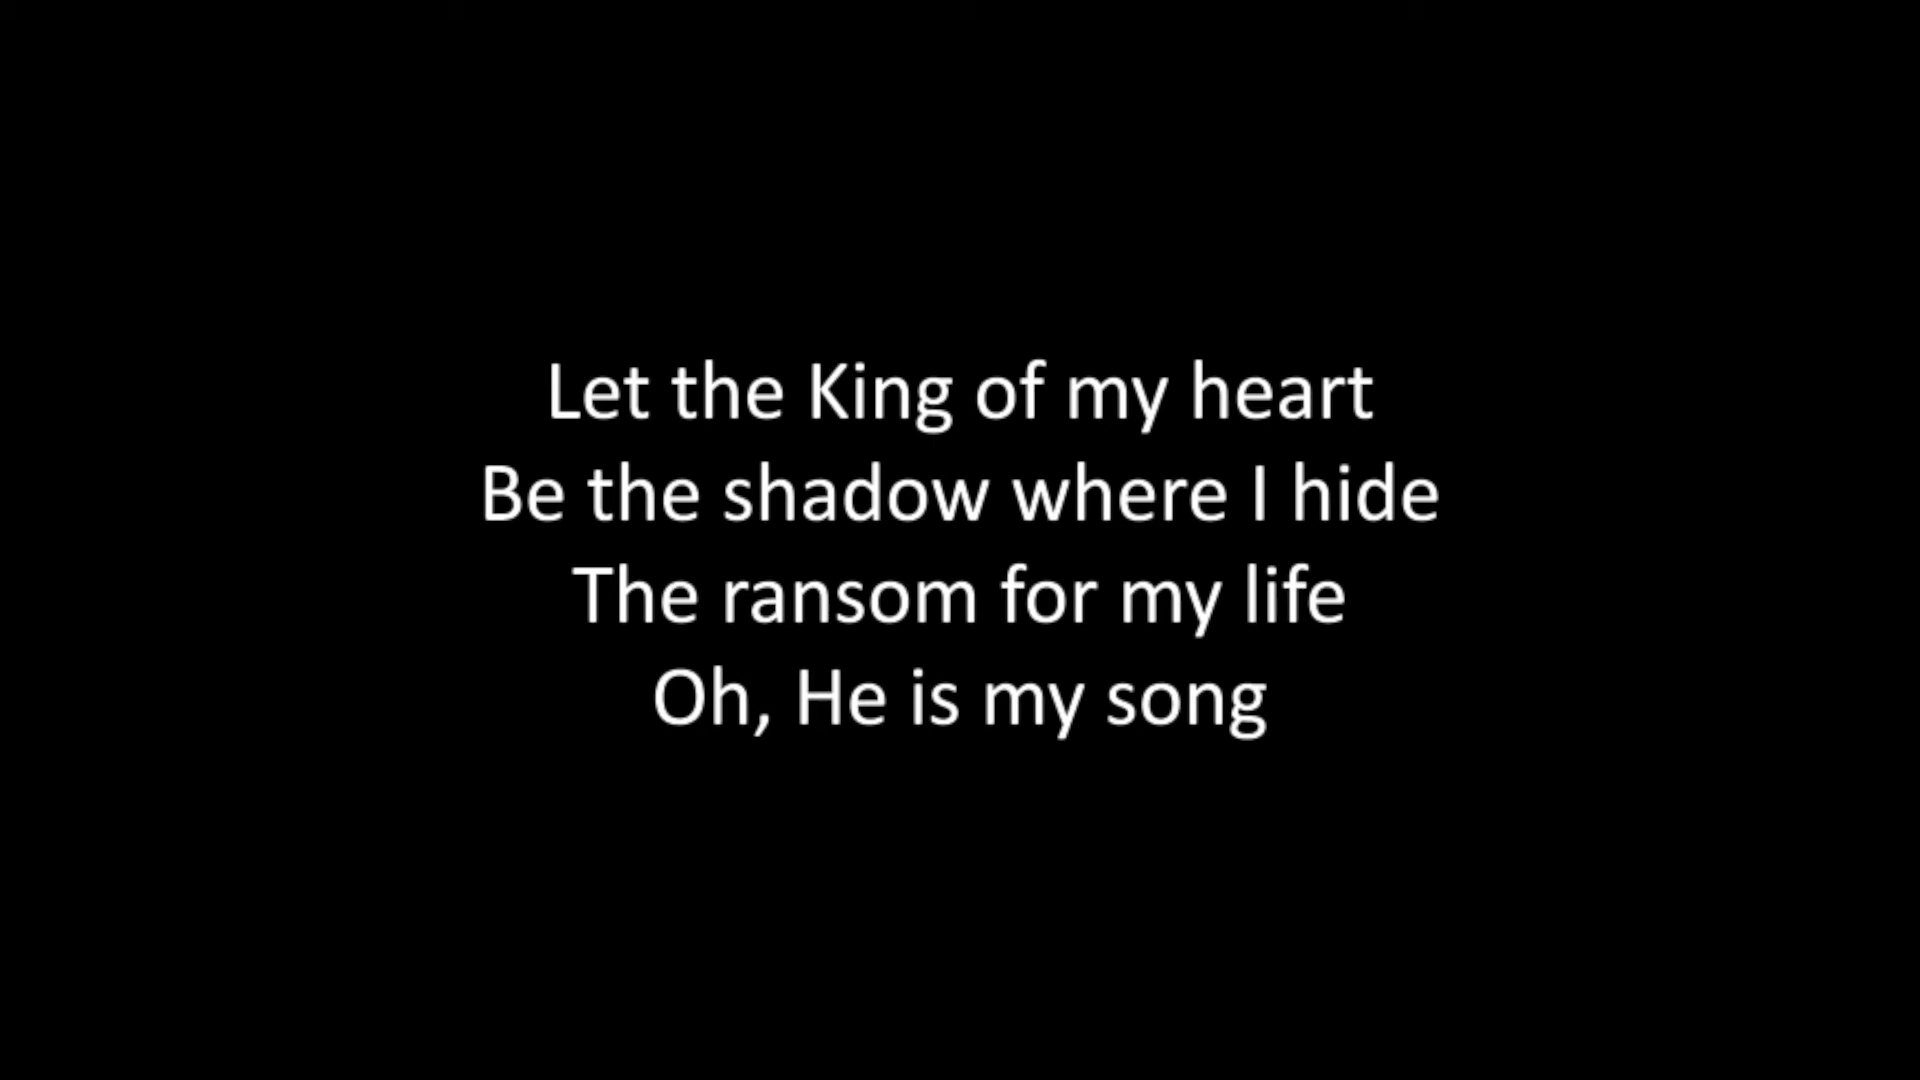 Let the King of my heart
Be the shadow where I hide
The ransom for my life
Oh, He is my song